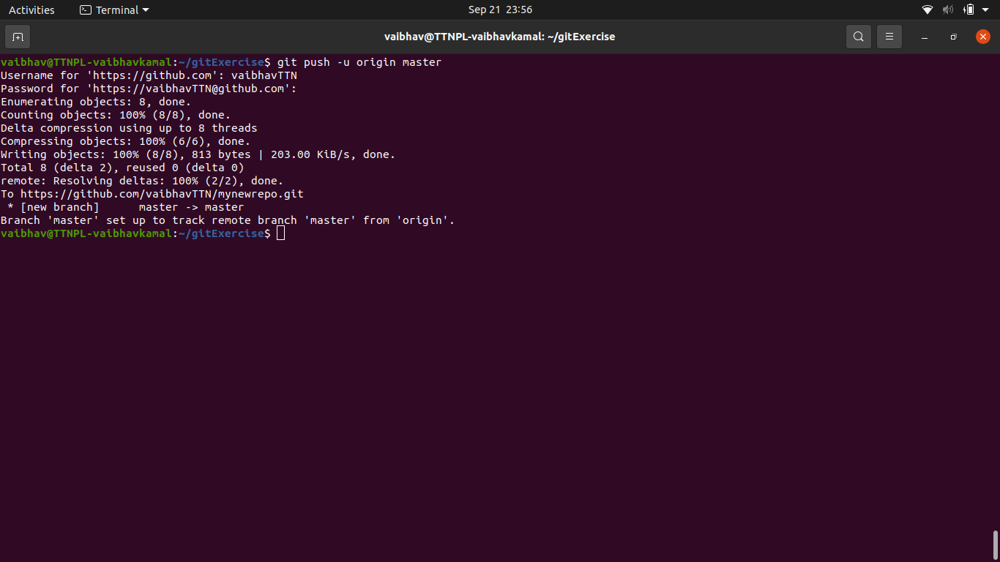 Activities Terminal Sep 21 23:56
vaibhav@TTNPL-vaibhavkamal: ~/gitExercise
vaibhav@TTNPL-vaibhavkamal:~/gitExercise$ git push -u origin master
Username for 'https://github.com': vaibhavTTN
Password for 'https://vaibhavTTN@github.com':
Enumerating objects: 8, done.
Counting objects: 100% (8/8), done.
Delta compression using up to 8 threads
Compressing objects: 100% (6/6), done.
Writing objects: 100% (8/8), 813 bytes | 203.00 KiB/s, done.
Total 8 (delta 2), reused 0 (delta 0)
remote: Resolving deltas: 100% (2/2), done.
To https://github.com/vaibhavTTN/mynewrepo.git
 * [new branch]      master -> master
Branch 'master' set up to track remote branch 'master' from 'origin'.
vaibhav@TTNPL-vaibhavkamal:~/gitExercise$